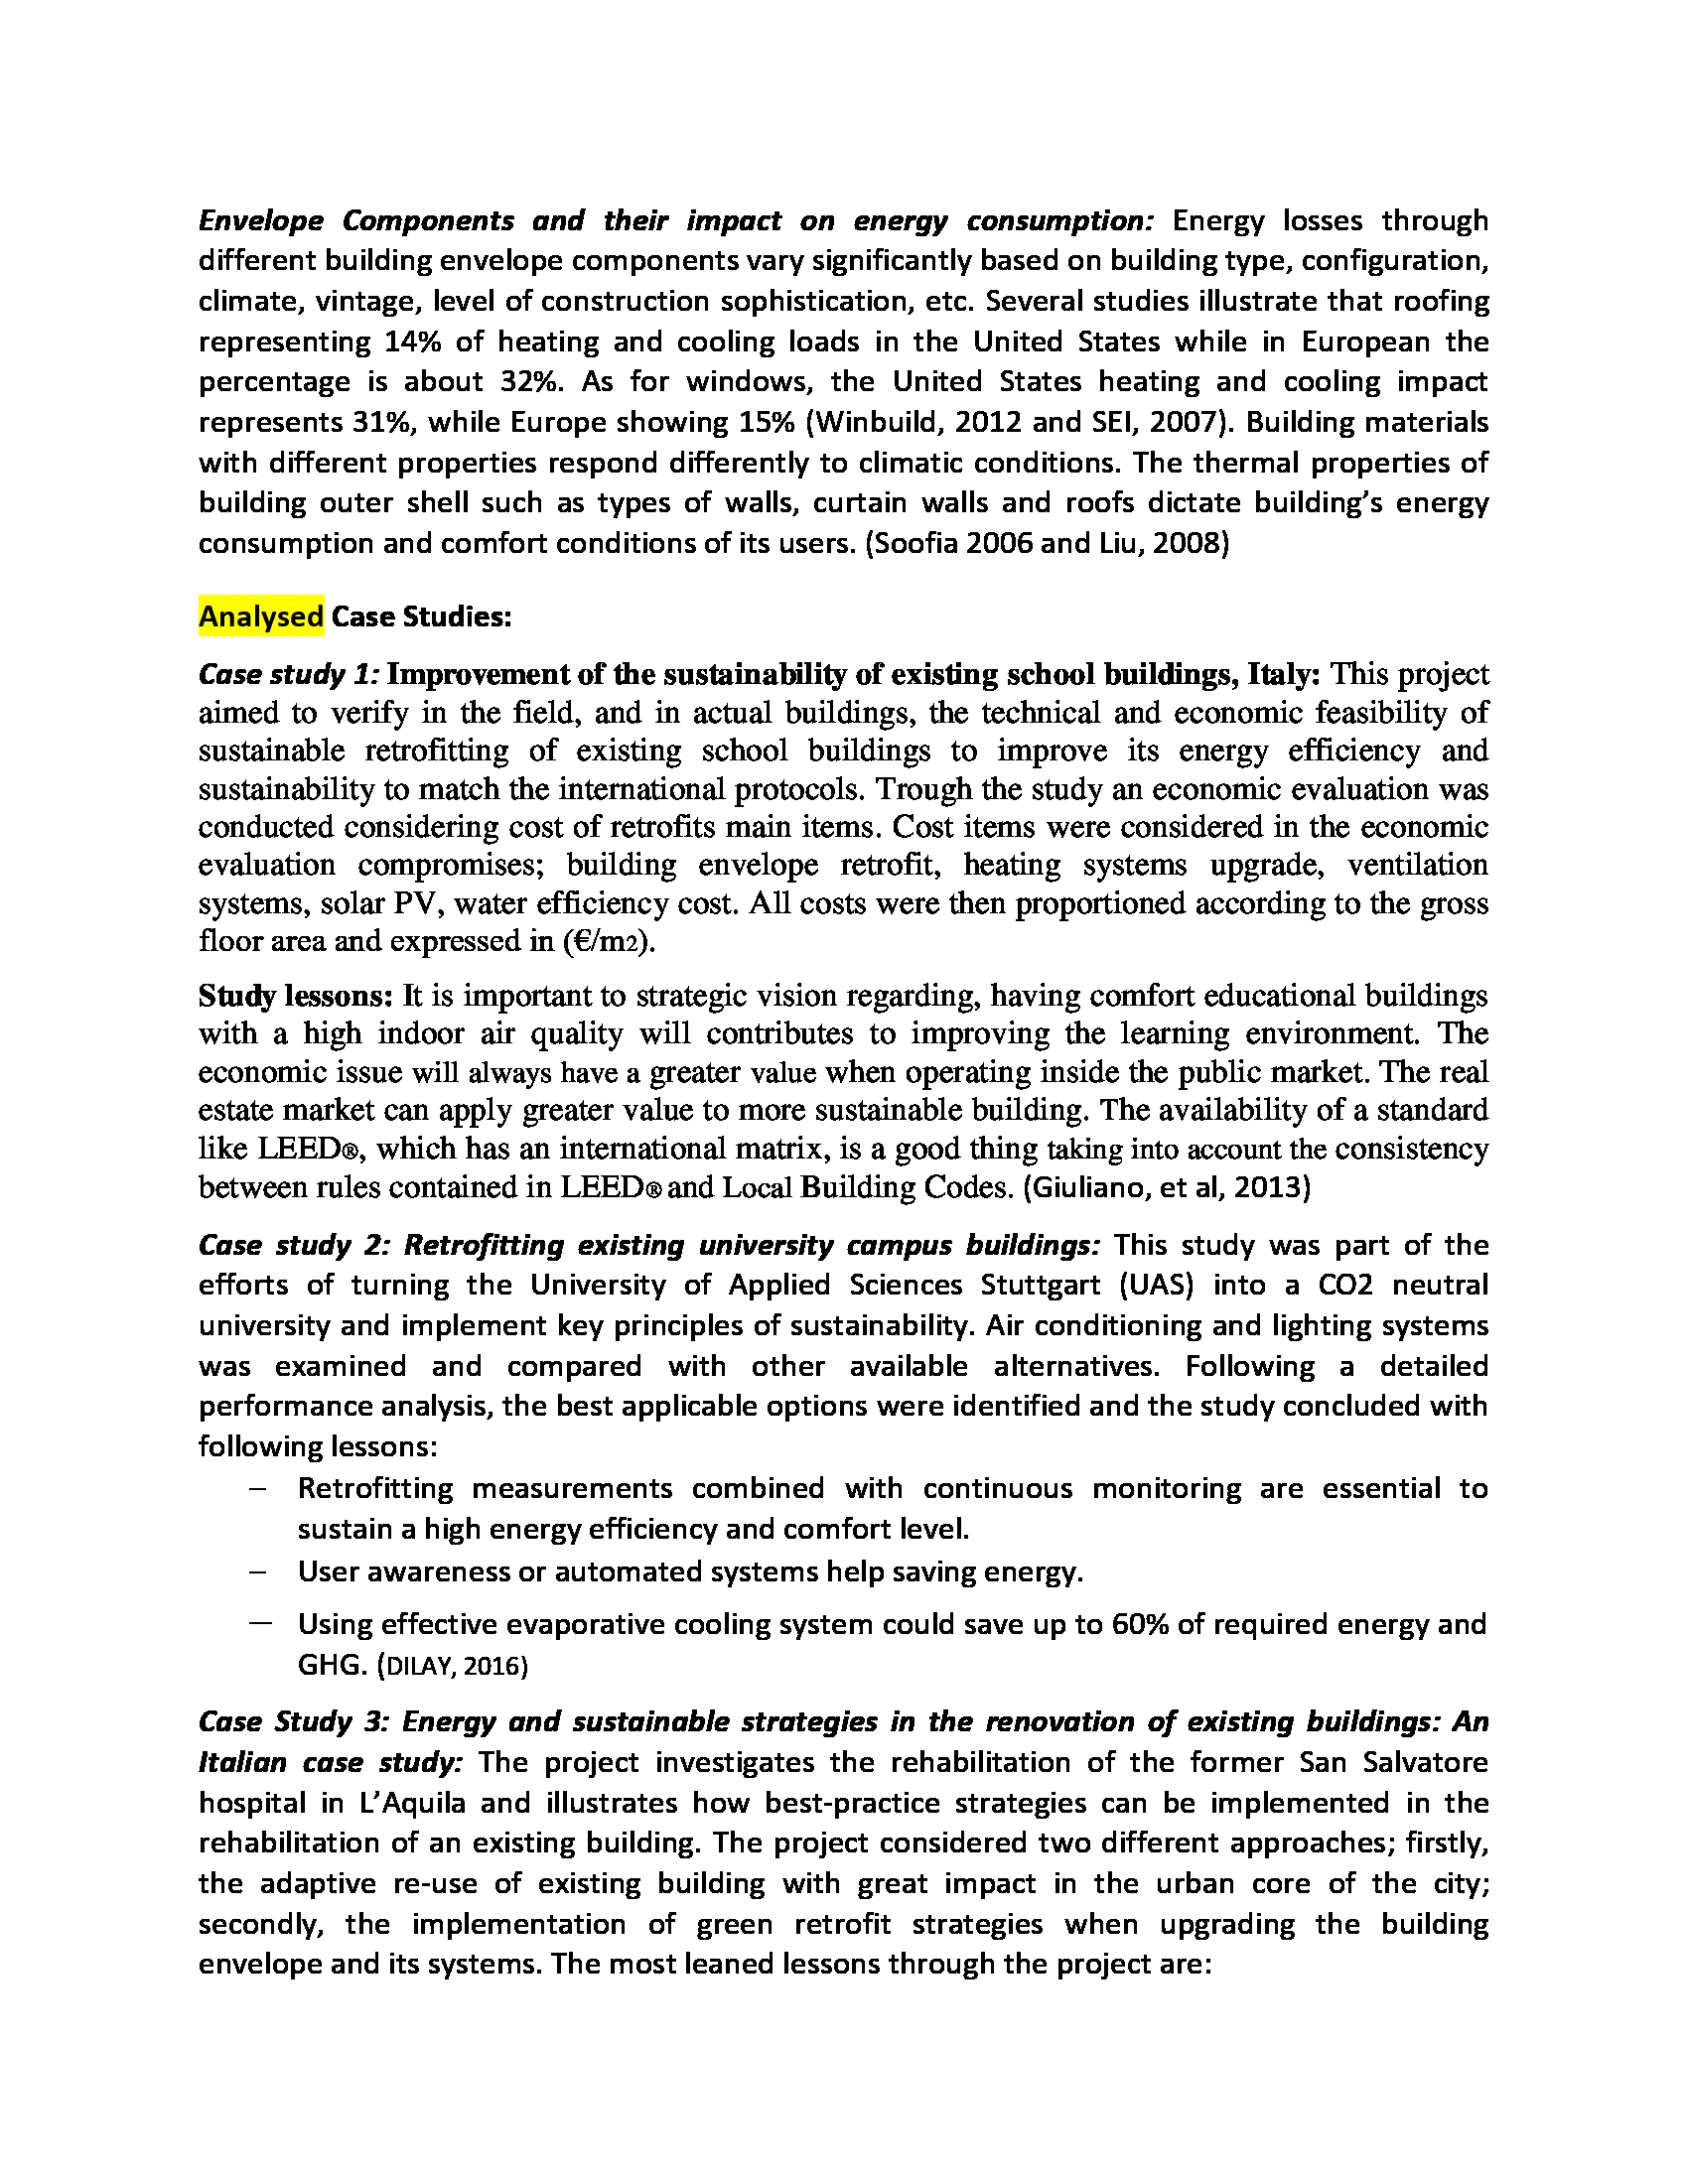 Envelope Components and their impact on energy consumption: Energy losses through
different building envelope components vary significantly based on building type, configuration,
climate, vintage, level of construction sophistication, etc. Several studies illustrate that roofing
representing 14% of heating and cooling loads in the United States while in European the
percentage is about 32%. As for windows, the United States heating and cooling impact
represents 31%, while Europe showing 15% (Winbuild, 2012 and SEI, 2007). Building materials
with different properties respond differently to climatic conditions. The thermal properties of
building outer shell such as types of walls, curtain walls and roofs dictate building’s energy
consumption and comfort conditions of its users. (Soofia 2006 and Liu, 2008)
Analysed Case Studies:
Case study 1: Improvement of the sustainability of existing school buildings, Italy: This project
aimed to verify in the field, and in actual buildings, the technical and economic feasibility of
sustainable retrofitting of existing school buildings to improve its energy efficiency and
sustainability to match the international protocols. Trough the study an economic evaluation was
conducted considering cost of retrofits main items. Cost items were considered in the economic
evaluation compromises; building envelope retrofit, heating systems upgrade, ventilation
systems, solar PV, water efficiency cost. All costs were then proportioned according to the gross
floor area and expressed in (€/m2).
Study lessons: It is important to strategic vision regarding, having comfort educational buildings
with a high indoor air quality will contributes to improving the learning environment. The
economic issue will always have a greater value when operating inside the public market. The real
estate market can apply greater value to more sustainable building. The availability of a standard
like LEED®, which has an international matrix, is a good thing taking into account the consistency
between rules contained in LEED® and Local Building Codes. (Giuliano, et al, 2013)
Case study 2: Retrofitting existing university campus buildings: This study was part of the
efforts of turning the University of Applied Sciences Stuttgart (UAS) into a CO2 neutral
university and implement key principles of sustainability. Air conditioning and lighting systems
was examined and compared with other available alternatives. Following a detailed
performance analysis, the best applicable options were identified and the study concluded with
following lessons:
– Retrofitting measurements combined with continuous monitoring are essential to
sustain a high energy efficiency and comfort level.
– User awareness or automated systems help saving energy.
– Using effective evaporative cooling system could save up to 60% of required energy and
GHG. (DILAY, 2016)
Case Study 3: Energy and sustainable strategies in the renovation of existing buildings: An
Italian case study: The project investigates the rehabilitation of the former San Salvatore
hospital in L’Aquila and illustrates how best-practice strategies can be implemented in the
rehabilitation of an existing building. The project considered two different approaches; firstly,
the adaptive re-use of existing building with great impact in the urban core of the city;
secondly, the implementation of green retrofit strategies when upgrading the building
envelope and its systems. The most leaned lessons through the project are: